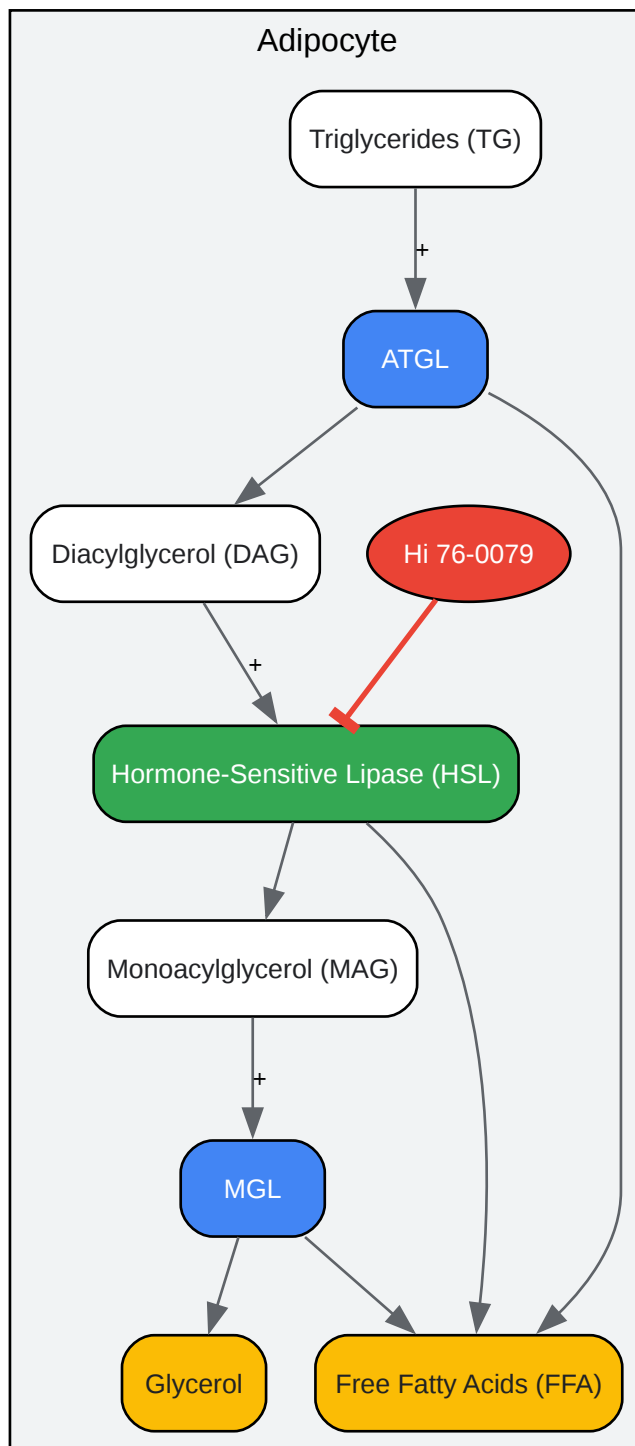 Adipocyte
Triglycerides (TG)
+
ATGL
Diacylglycerol (DAG)
Hi 76-0079
+
Hormone-Sensitive Lipase (HSL)
Monoacylglycerol (MAG)
+
MGL
Glycerol
Free Fatty Acids (FFA)